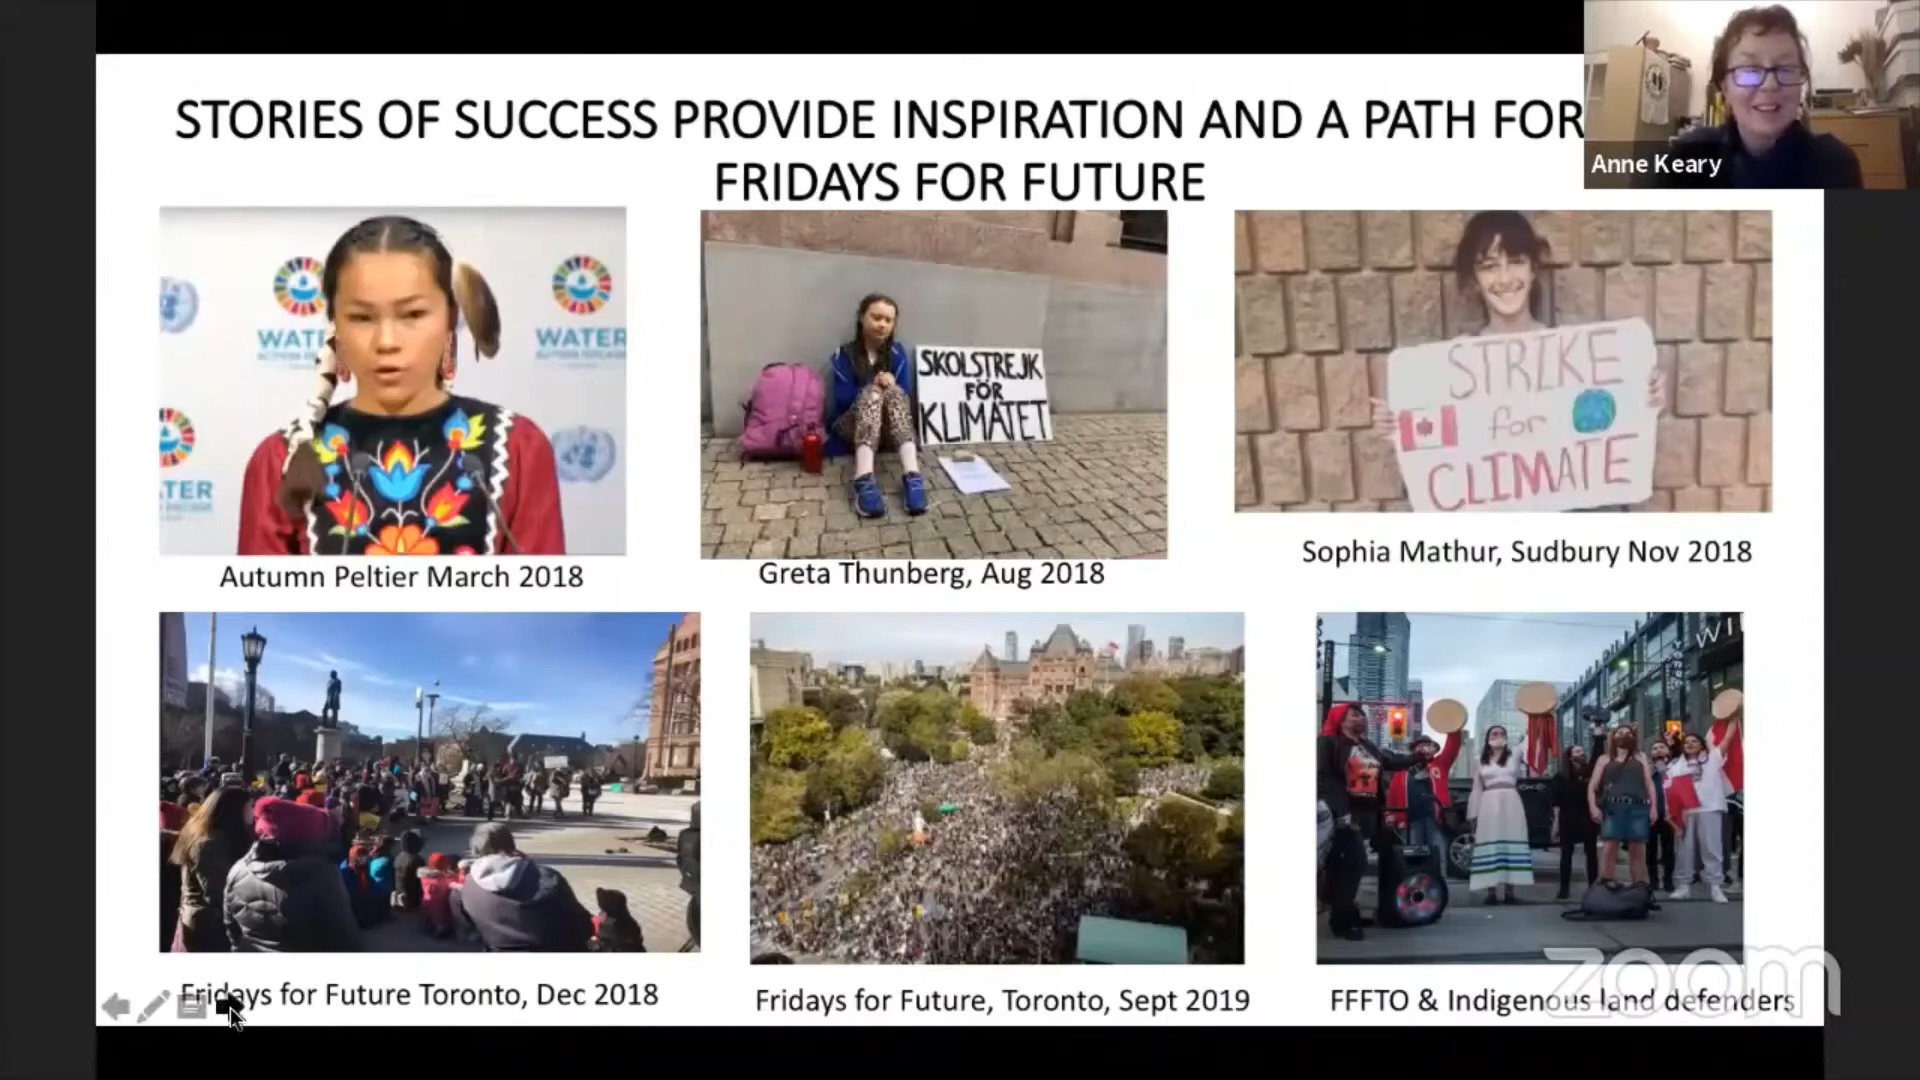 STORIES OF SUCCESS PROVIDE INSPIRATION AND A PATH FOR
FRIDAYS FOR FUTURE
Anne Keary
WATER
WATER
ATER
SKOLSTREJK
FÖR
KLIMATET
STRIKE
for
CLIMATE
Autumn Peltier March 2018
Greta Thunberg, Aug 2018
Sophia Mathur, Sudbury Nov 2018
WI
Fridays for Future Toronto, Dec 2018
Fridays for Future, Toronto, Sept 2019
FFFTO & Indigenous land defenders
zoom